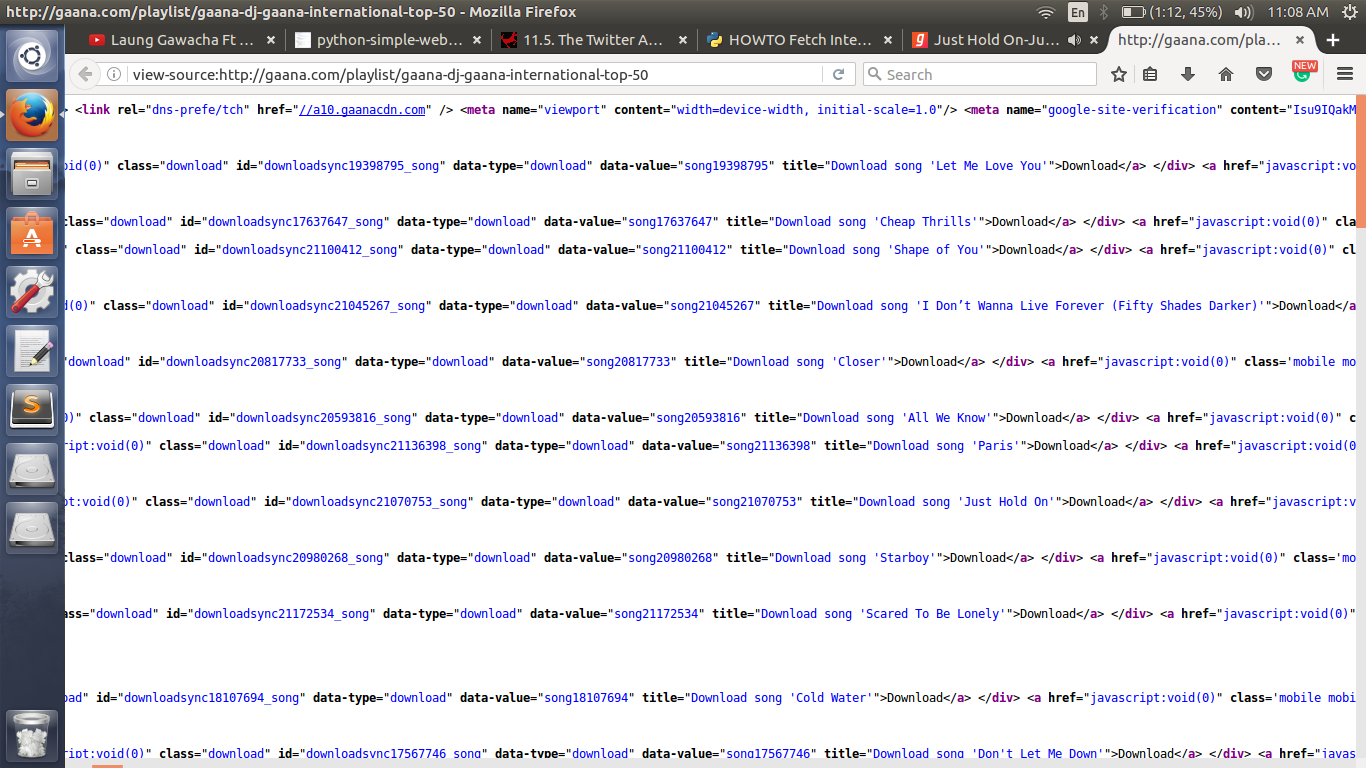 http://gaana.com/playlist/gaana-dj-gaana-international-top-50 - Mozilla Firefox En (1:12, 45%) 11:08 AM
Laung Gawacha Ft ... python-simple-web... 11.5. The Twitter A... HOWTO Fetch Inte... Just Hold On-Ju... http://gaana.com/pla...
view-source:http://gaana.com/playlist/gaana-dj-gaana-international-top-50 Search NEW
> <link rel="dns-prefe/tch" href="//a10.gaanacdn.com" /> <meta name="viewport" content="width=device-width, initial-scale=1.0"/> <meta name="google-site-verification" content="Isu9IQakM
oid(0)" class="download" id="downloadsync19398795_song" data-type="download" data-value="song19398795" title="Download song 'Let Me Love You'">Download</a> </div> <a href="javascript:vo
class="download" id="downloadsync17637647_song" data-type="download" data-value="song17637647" title="Download song 'Cheap Thrills'">Download</a> </div> <a href="javascript:void(0)" cla
" class="download" id="downloadsync21100412_song" data-type="download" data-value="song21100412" title="Download song 'Shape of You'">Download</a> </div> <a href="javascript:void(0)" cl
d(0)" class="download" id="downloadsync21045267_song" data-type="download" data-value="song21045267" title="Download song 'I Don’t Wanna Live Forever (Fifty Shades Darker)'">Download</a
"download" id="downloadsync20817733_song" data-type="download" data-value="song20817733" title="Download song 'Closer'">Download</a> </div> <a href="javascript:void(0)" class='mobile mo
0)" class="download" id="downloadsync20593816_song" data-type="download" data-value="song20593816" title="Download song 'All We Know'">Download</a> </div> <a href="javascript:void(0)" c
ript:void(0)" class="download" id="downloadsync21136398_song" data-type="download" data-value="song21136398" title="Download song 'Paris'">Download</a> </div> <a href="javascript:void(0
pt:void(0)" class="download" id="downloadsync21070753_song" data-type="download" data-value="song21070753" title="Download song 'Just Hold On'">Download</a> </div> <a href="javascript:v
class="download" id="downloadsync20980268_song" data-type="download" data-value="song20980268" title="Download song 'Starboy'">Download</a> </div> <a href="javascript:void(0)" class='mo
ass="download" id="downloadsync21172534_song" data-type="download" data-value="song21172534" title="Download song 'Scared To Be Lonely'">Download</a> </div> <a href="javascript:void(0)"
oad" id="downloadsync18107694_song" data-type="download" data-value="song18107694" title="Download song 'Cold Water'">Download</a> </div> <a href="javascript:void(0)" class='mobile mobi
ript:void(0)" class="download" id="downloadsync17567746_song" data-type="download" data-value="song17567746" title="Download song 'Don't Let Me Down'">Download</a> </div> <a href="javas